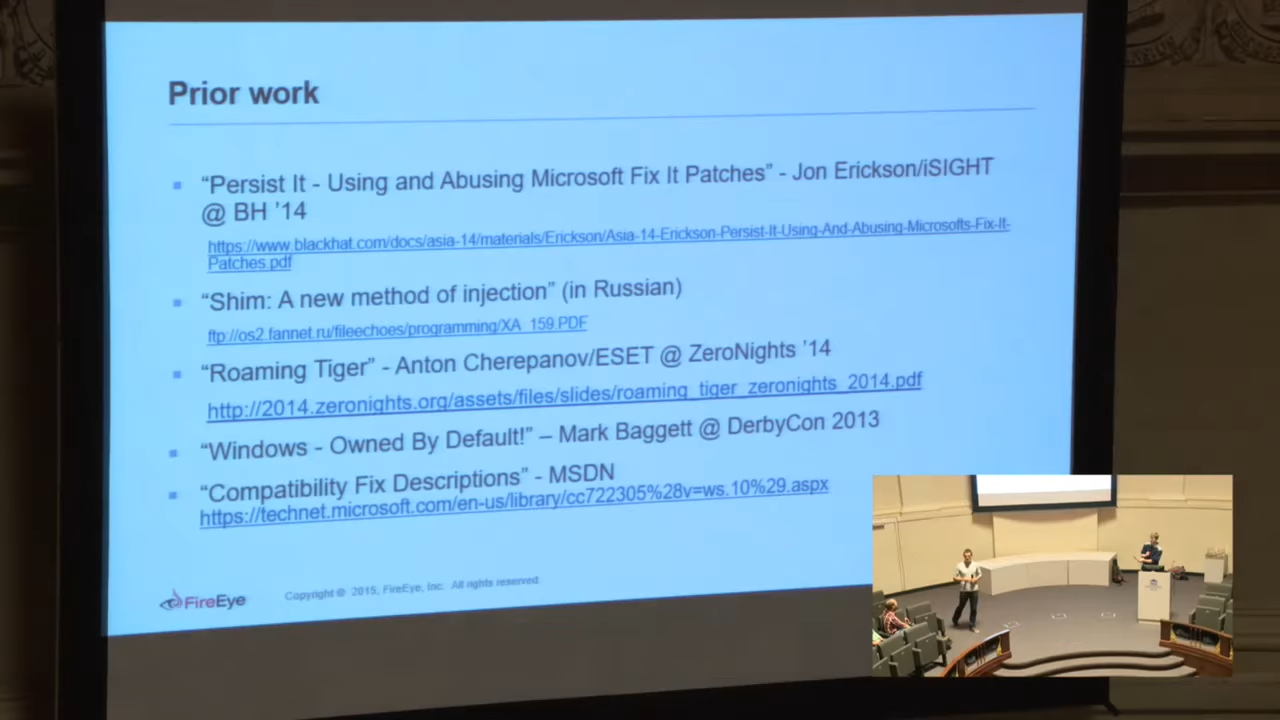 Prior work
“Persist It - Using and Abusing Microsoft Fix It Patches” - Jon Erickson/iSIGHT
@ BH ’14
https://www.blackhat.com/docs/asia-14/materials/Erickson/Asia-14-Erickson-Persist-It-Using-And-Abusing-Microsofts-Fix-It-
Patches.pdf
“Shim: A new method of injection” (in Russian)
ftp://os2.fannet.ru/fileechoes/programming/XA_159.PDF
“Roaming Tiger” - Anton Cherepanov/ESET @ ZeroNights ’14
http://2014.zeronights.org/assets/files/slides/roaming_tiger_zeronights_2014.pdf
“Windows - Owned By Default!” – Mark Baggett @ DerbyCon 2013
“Compatibility Fix Descriptions” - MSDN
https://technet.microsoft.com/en-us/library/cc722305%28v=ws.10%29.aspx
FireEye
Copyright © 2015, FireEye, Inc. All rights reserved.